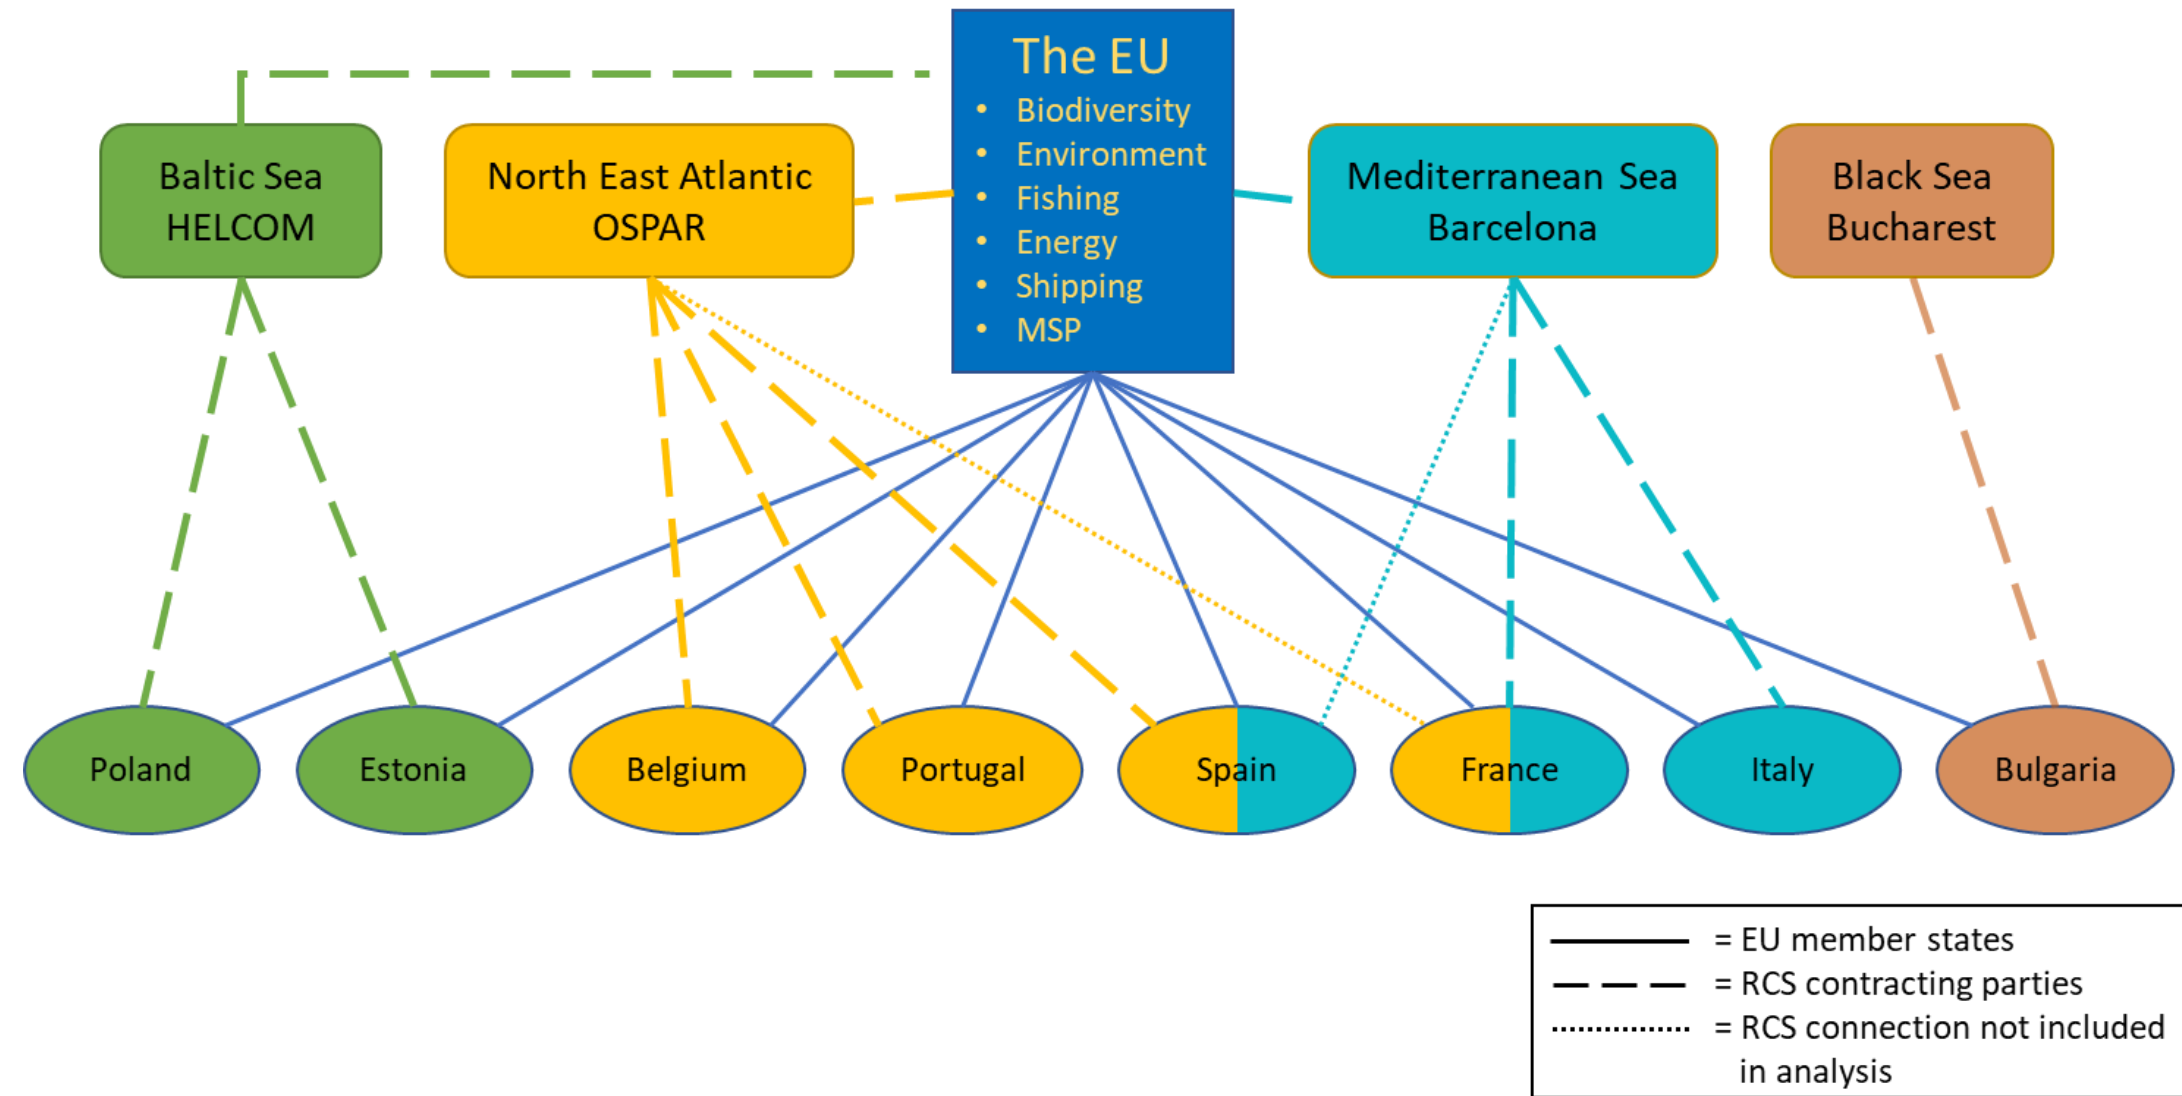 The EU
• Biodiversity
• Environment
• Fishing
• Energy
• Shipping
• MSP
Baltic Sea
HELCOM
North East Atlantic
OSPAR
Mediterranean Sea
Barcelona
Black Sea
Bucharest
Poland
Estonia
Belgium
Portugal
Spain
France
Italy
Bulgaria
= EU member states
= RCS contracting parties
= RCS connection not included
in analysis